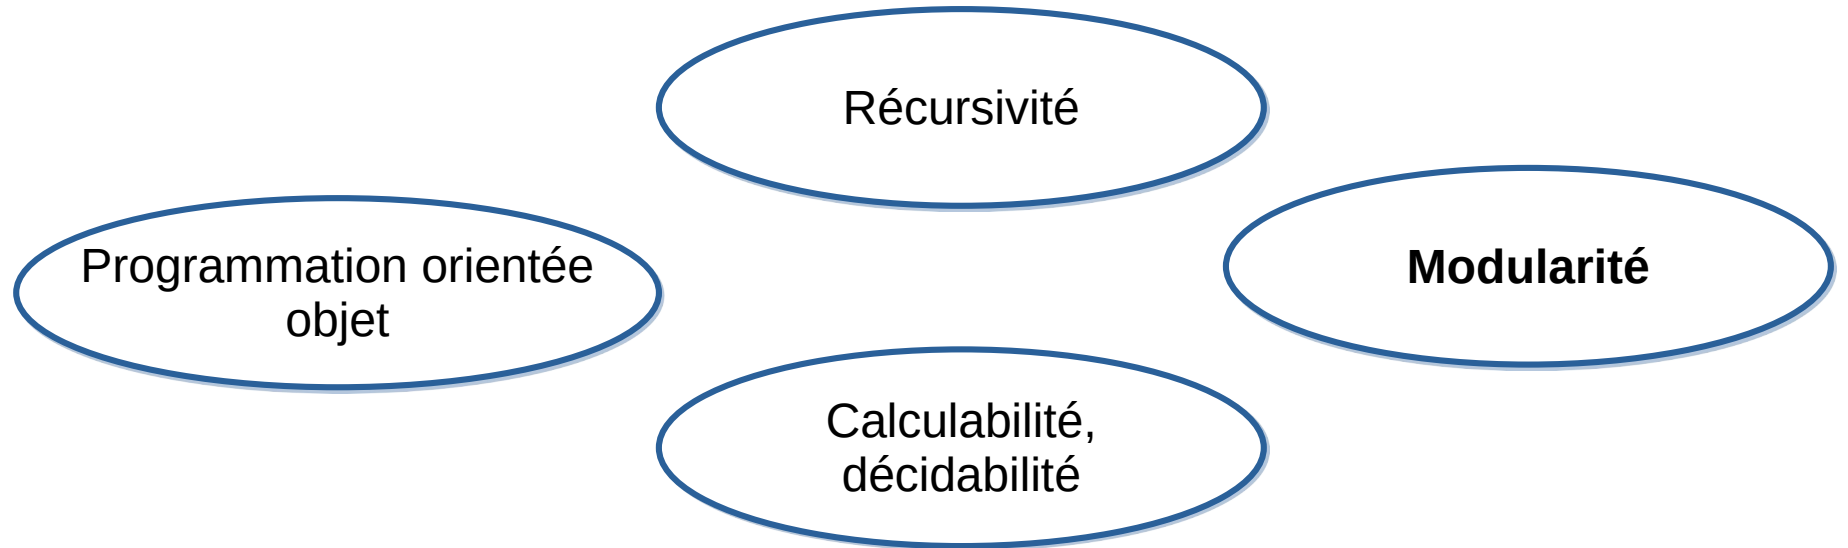 Récursivité
Programmation orientée
objet
Modularité
Calculabilité,
décidabilité